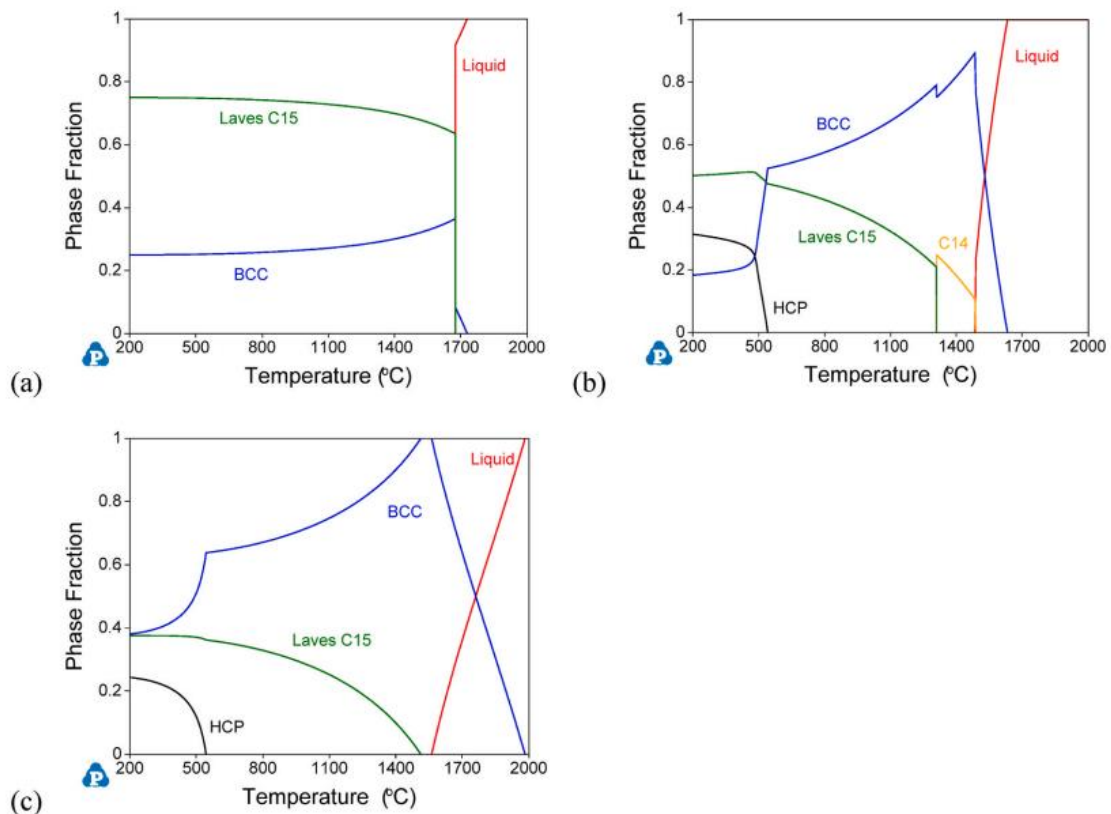 1
0.8
0.6
0.4
0.2
0
Phase Fraction
Liquid
Laves C15
BCC
200 500 800 1100 1400 1700 2000
Temperature (ºC)
P
(a)
1
0.8
0.6
0.4
0.2
0
Phase Fraction
Liquid
BCC
Laves C15
C14
HCP
200 500 800 1100 1400 1700 2000
Temperature (ºC)
P
(b)
1
0.8
0.6
0.4
0.2
0
Phase Fraction
Liquid
BCC
Laves C15
HCP
200 500 800 1100 1400 1700 2000
Temperature (ºC)
P
(c)